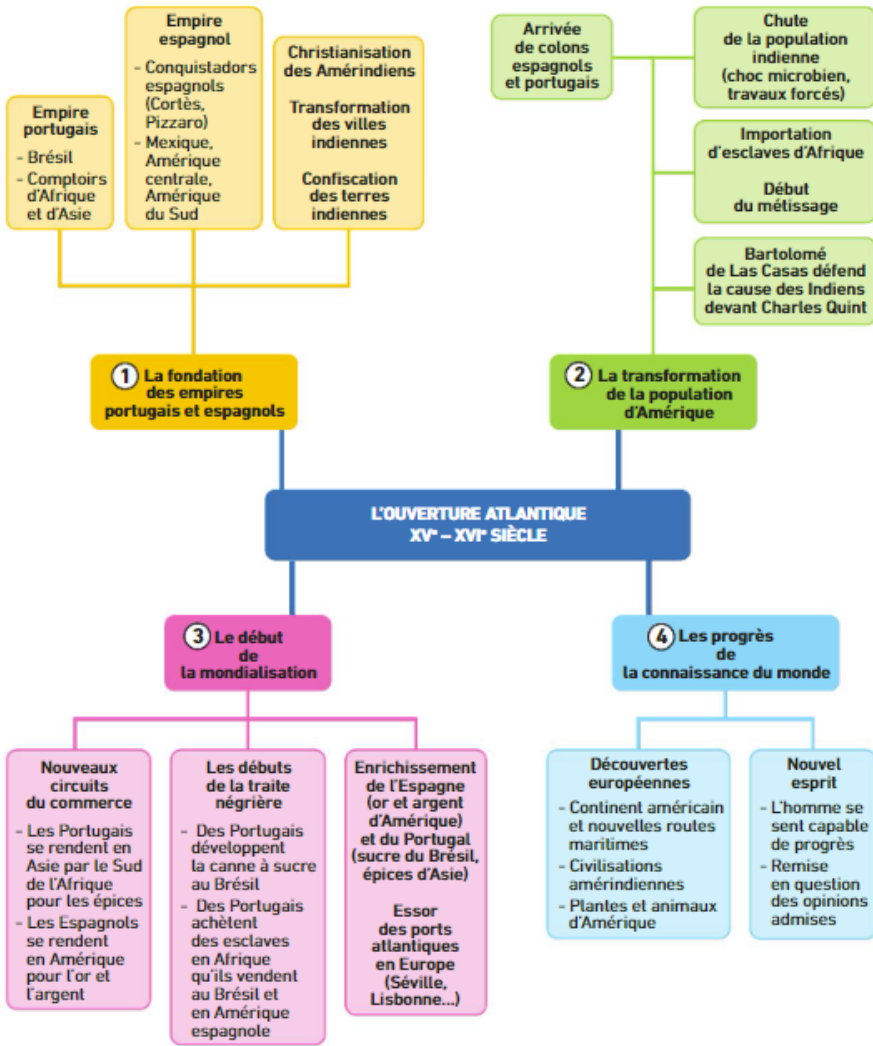 Empire
portugais
- Brésil
- Comptoirs
d'Afrique
et d'Asie
Empire
espagnol
- Conquistadors
espagnols
(Cortès,
Pizzaro)
- Mexique,
Amérique
centrale,
Amérique
du Sud
Christianisation
des Amérindiens
Transformation
des villes
indiennes
Confiscation
des terres
indiennes
1 La fondation
des empires
portugais et espagnols
Arrivée
de colons
espagnols
et portugais
Chute
de la population
indienne
(choc microbien,
travaux forcés)
Importation
d'esclaves d'Afrique
Début
du métissage
Bartolomé
de Las Casas défend
la cause des Indiens
devant Charles Quint
2 La transformation
de la population
d'Amérique
L'OUVERTURE ATLANTIQUE
XVe – XVIe SIÈCLE
3 Le début
de
la mondialisation
Nouveaux
circuits
du commerce
- Les Portugais
se rendent en
Asie par le Sud
de l'Afrique
pour les épices
- Les Espagnols
se rendent
en Amérique
pour l'or et
l'argent
Les débuts
de la traite
négrière
- Des Portugais
développent
la canne à sucre
au Brésil
- Des Portugais
achètent
des esclaves
en Afrique
qu'ils vendent
au Brésil et
en Amérique
espagnole
Enrichissement
de l'Espagne
(or et argent
d'Amérique)
et du Portugal
(sucre du Brésil,
épices d'Asie)
Essor
des ports
atlantiques
en Europe
(Séville,
Lisbonne...)
4 Les progrès
de
la connaissance du monde
Découvertes
européennes
- Continent américain
et nouvelles routes
maritimes
- Civilisations
amérindiennes
- Plantes et animaux
d'Amérique
Nouvel
esprit
- L'homme se
sent capable
de progrès
- Remise
en question
des opinions
admises